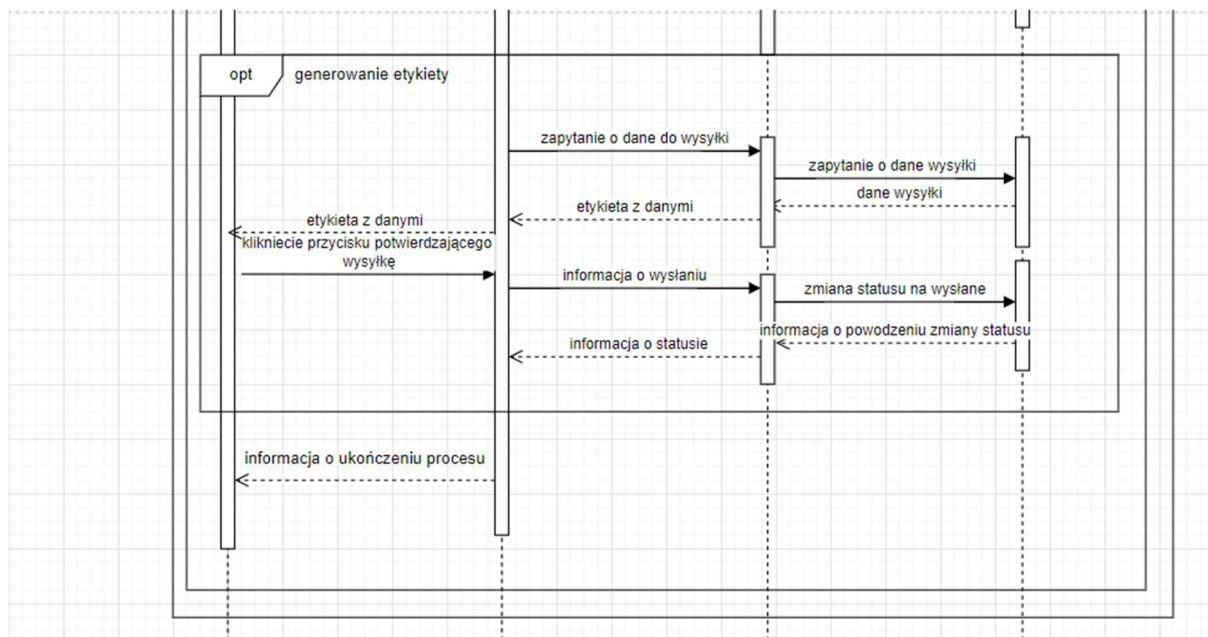 opt
generowanie etykiety
zapytanie o dane do wysyłki
zapytanie o dane wysyłki
dane wysyłki
etykieta z danymi
etykieta z danymi
klikniecie przycisku potwierdzającego
wysyłkę
informacja o wysłaniu
zmiana statusu na wysłane
informacja o powodzeniu zmiany statusu
informacja o statusie
informacja o ukończeniu procesu